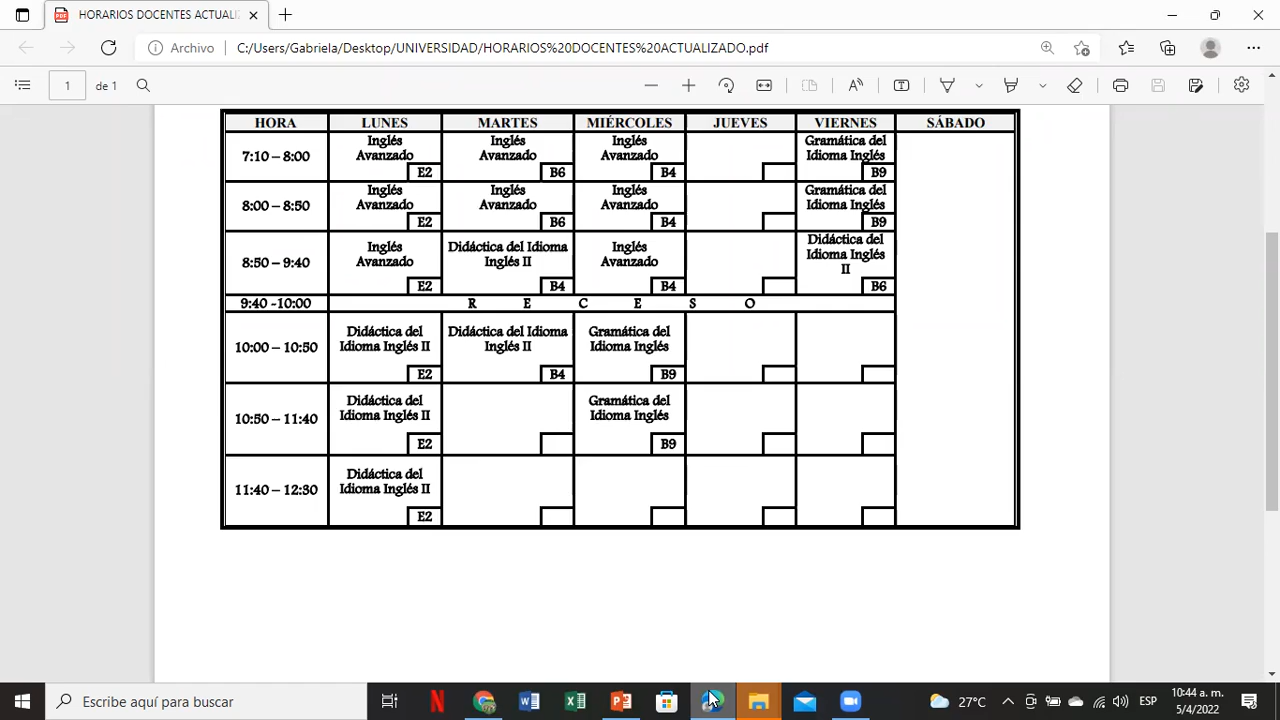 HORARIOS DOCENTES ACTUALIZ
Archivo
C:/Users/Gabriela/Desktop/UNIVERSIDAD/HORARIOS%20DOCENTES%20ACTUALIZADO.pdf
1 de 1
HORA LUNES MARTES MIÉRCOLES JUEVES VIERNES SÁBADO
7:10 – 8:00
Inglés
Avanzado
E2
Inglés
Avanzado
B6
Inglés
Avanzado
B4
Gramática del
Idioma Inglés
B9
8:00 – 8:50
Inglés
Avanzado
E2
Inglés
Avanzado
B6
Inglés
Avanzado
B4
Gramática del
Idioma Inglés
B9
8:50 – 9:40
Inglés
Avanzado
E2
Didáctica del Idioma
Inglés II
B4
Inglés
Avanzado
B4
Didáctica del
Idioma Inglés
II
B6
9:40 -10:00 R E C E S O
10:00 – 10:50
Didáctica del
Idioma Inglés II
E2
Didáctica del Idioma
Inglés II
B4
Gramática del
Idioma Inglés
B9
10:50 – 11:40
Didáctica del
Idioma Inglés II
E2
Gramática del
Idioma Inglés
B9
11:40 – 12:30
Didáctica del
Idioma Inglés II
E2
Escribe aquí para buscar
27°C
ESP
10:44 a. m.
5/4/2022